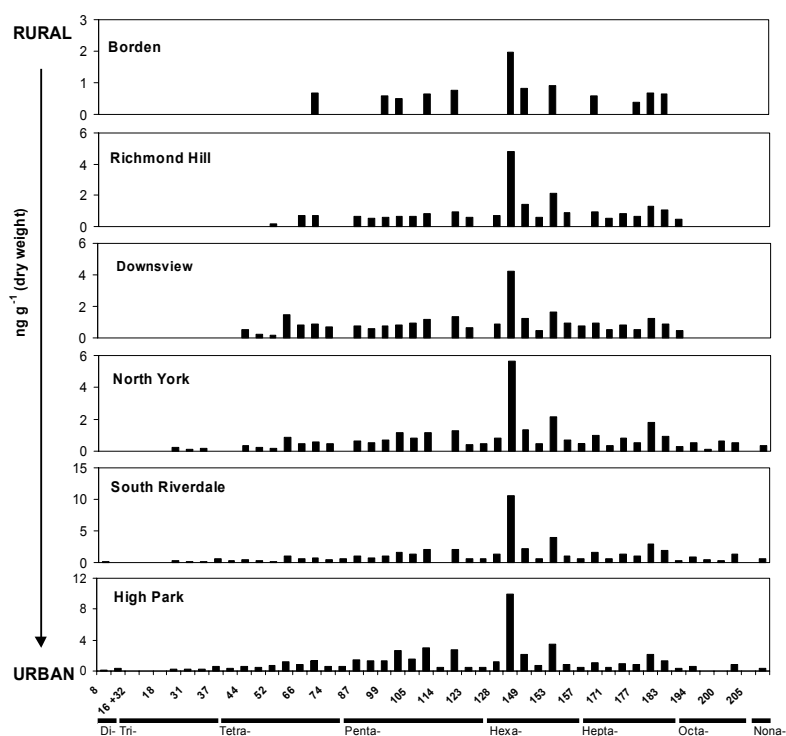 RURAL
3
2
1
0
Borden
6
4
2
0
Richmond Hill
6
4
2
0
Downsview
6
4
2
0
North York
15
10
5
0
South Riverdale
12
8
4
0
High Park
ng g-1 (dry weight)
URBAN
8 16 +32 18 31 37 44 52 66 74 87 99 105 114 123 128 149 153 157 171 177 183 194 200 205
Di- Tri- Tetra- Penta- Hexa- Hepta- Octa- Nona-